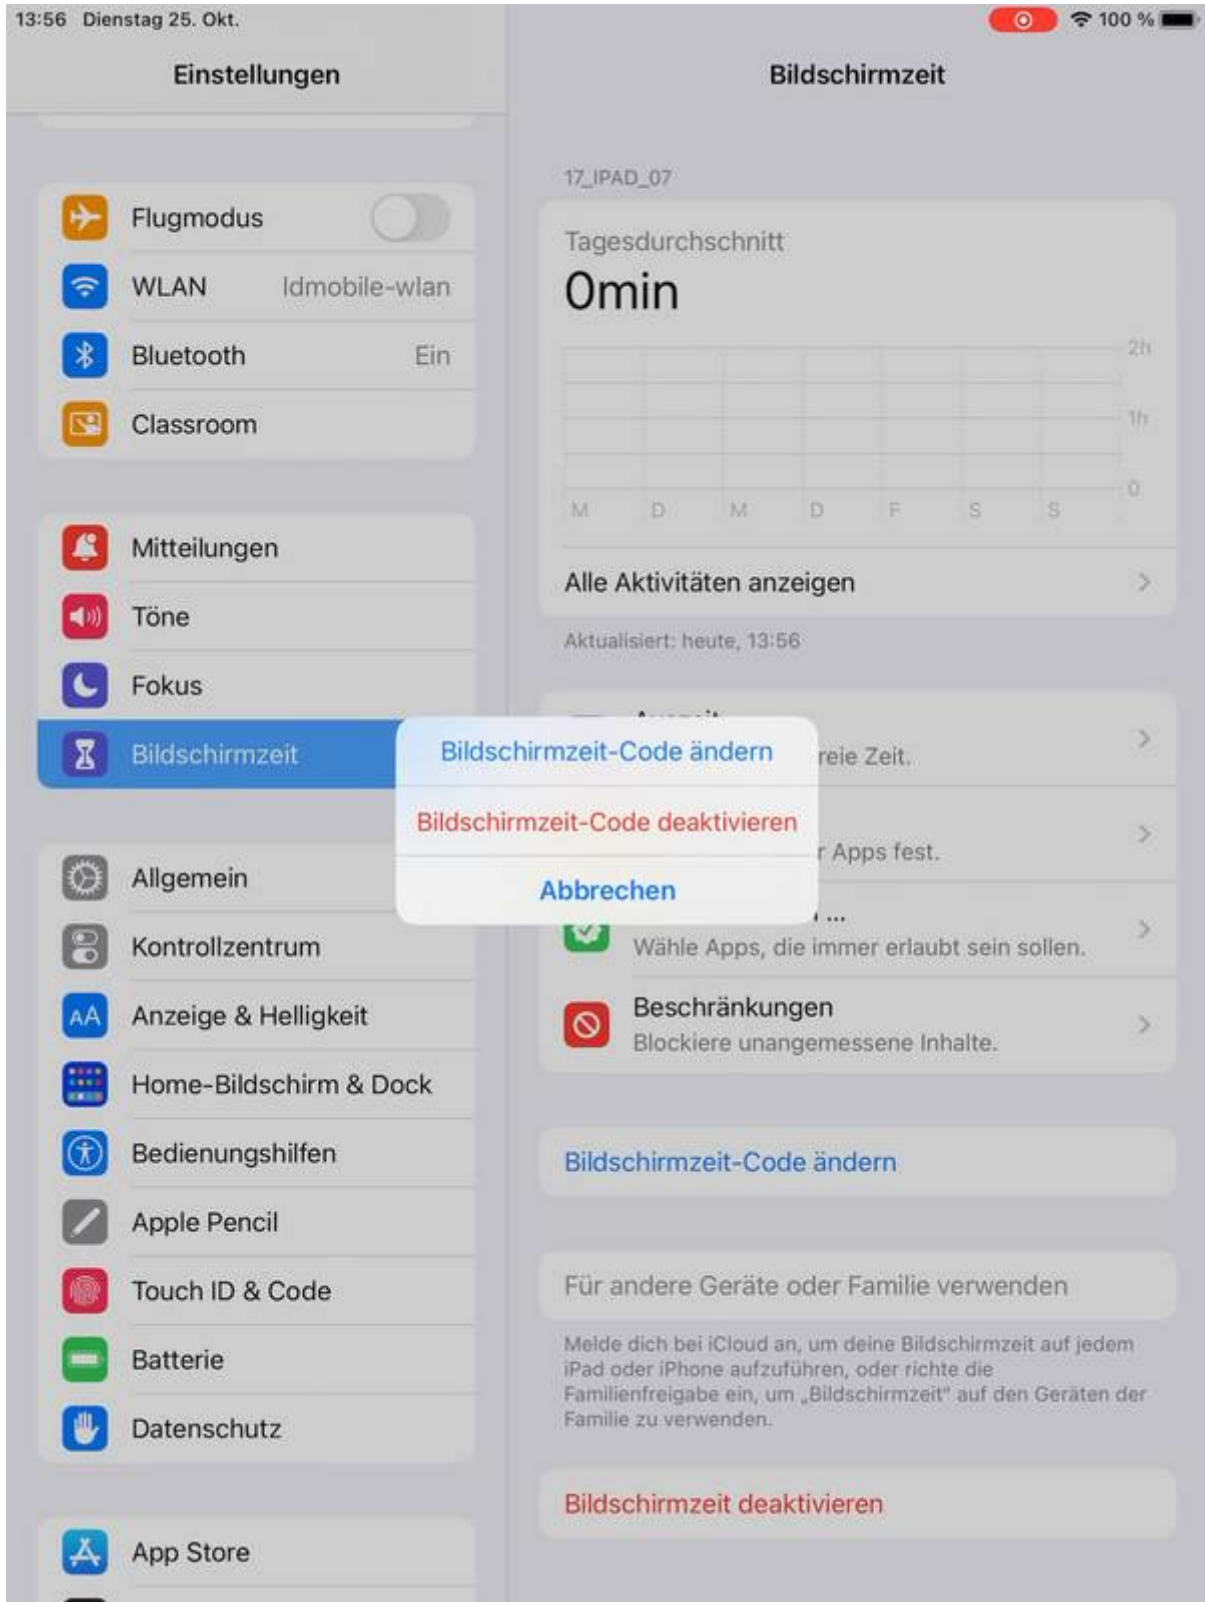 13:56 Dienstag 25. Okt.
100 %
Einstellungen
Flugmodus
WLAN ldmobile-wlan
Bluetooth Ein
Classroom
Mitteilungen
Töne
Fokus
Bildschirmzeit
Allgemein
Kontrollzentrum
Anzeige & Helligkeit
Home-Bildschirm & Dock
Bedienungshilfen
Apple Pencil
Touch ID & Code
Batterie
Datenschutz
App Store
Bildschirmzeit
17_IPAD_07
Tagesdurchschnitt
0min
2h
1h
0
M D M D F S S
Alle Aktivitäten anzeigen
Aktualisiert: heute, 13:56
reie Zeit.
r Apps fest.
...
Wähle Apps, die immer erlaubt sein sollen.
Beschränkungen
Blockiere unangemessene Inhalte.
Bildschirmzeit-Code ändern
Für andere Geräte oder Familie verwenden
Melde dich bei iCloud an, um deine Bildschirmzeit auf jedem
iPad oder iPhone aufzuführen, oder richte die
Familienfreigabe ein, um „Bildschirmzeit“ auf den Geräten der
Familie zu verwenden.
Bildschirmzeit deaktivieren
Bildschirmzeit-Code ändern
Bildschirmzeit-Code deaktivieren
Abbrechen